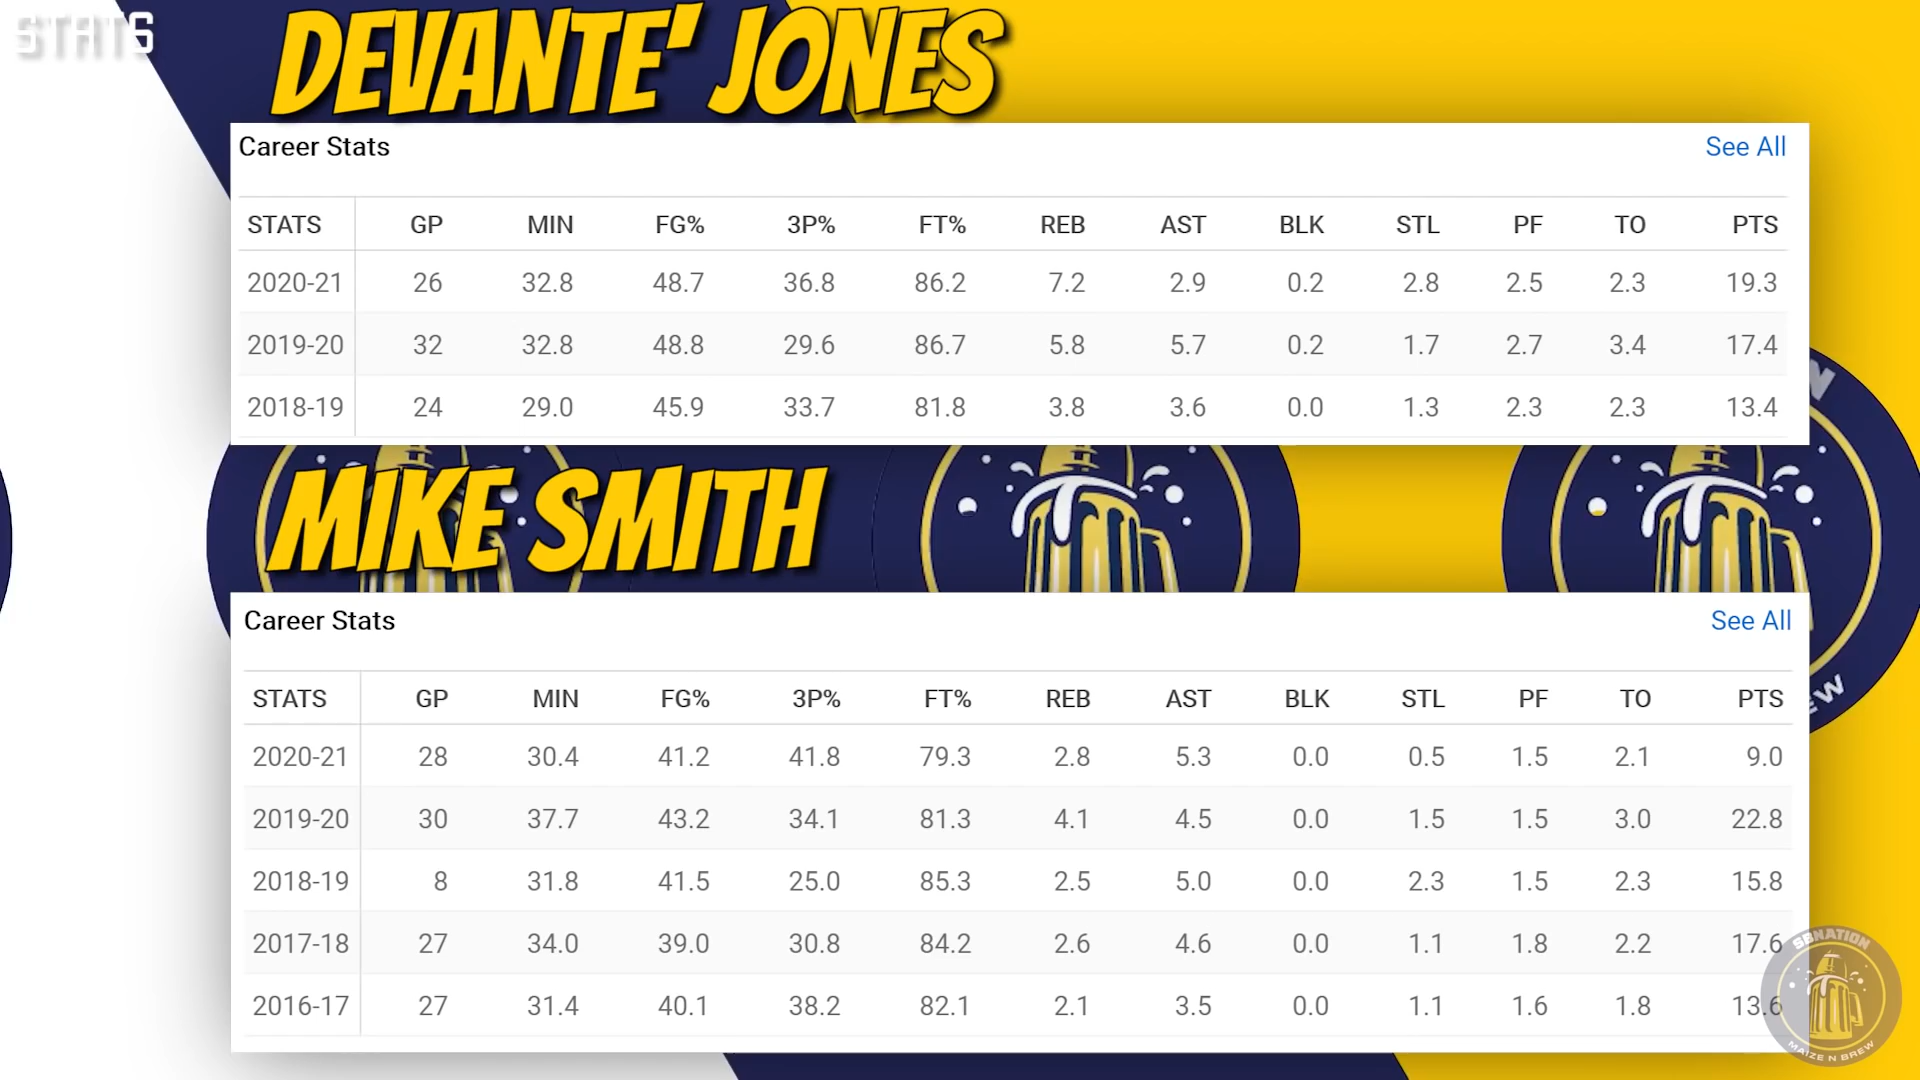 STATS
DEVANTE' JONES
Career Stats See All
STATS GP MIN FG% 3P% FT% REB AST BLK STL PF TO PTS
2020-21 26 32.8 48.7 36.8 86.2 7.2 2.9 0.2 2.8 2.5 2.3 19.3
2019-20 32 32.8 48.8 29.6 86.7 5.8 5.7 0.2 1.7 2.7 3.4 17.4
2018-19 24 29.0 45.9 33.7 81.8 3.8 3.6 0.0 1.3 2.3 2.3 13.4
MIKE SMITH
Career Stats See All
STATS GP MIN FG% 3P% FT% REB AST BLK STL PF TO PTS
2020-21 28 30.4 41.2 41.8 79.3 2.8 5.3 0.0 0.5 1.5 2.1 9.0
2019-20 30 37.7 43.2 34.1 81.3 4.1 4.5 0.0 1.5 1.5 3.0 22.8
2018-19 8 31.8 41.5 25.0 85.3 2.5 5.0 0.0 2.3 1.5 2.3 15.8
2017-18 27 34.0 39.0 30.8 84.2 2.6 4.6 0.0 1.1 1.8 2.2 17.6
2016-17 27 31.4 40.1 38.2 82.1 2.1 3.5 0.0 1.1 1.6 1.8 13.6
SBNATION
MAIZE N BREW